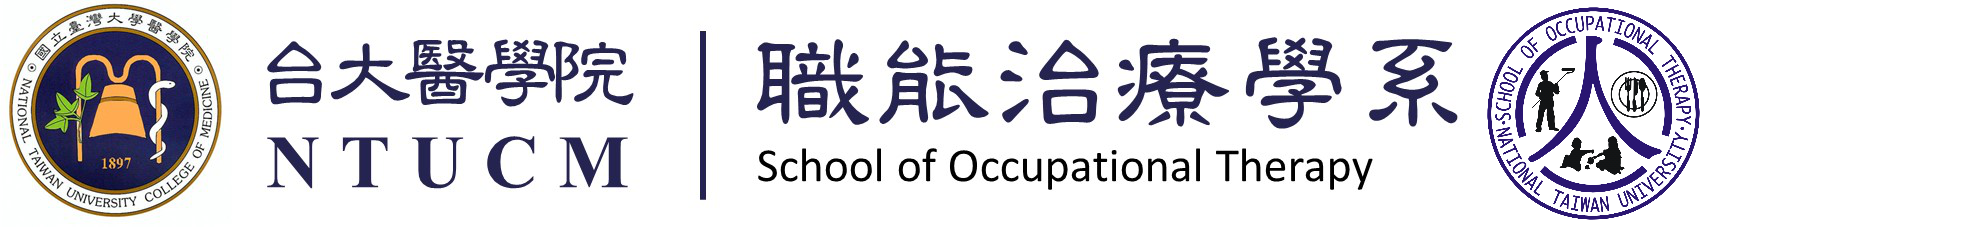 國立臺灣大學醫學院
NATIONAL TAIWAN UNIVERSITY COLLEGE OF MEDICINE
1897
台大醫學院
NTUCM
職能治療學系
School of Occupational Therapy
SCHOOL OF OCCUPATIONAL THERAPY
NATIONAL TAIWAN UNIVERSITY